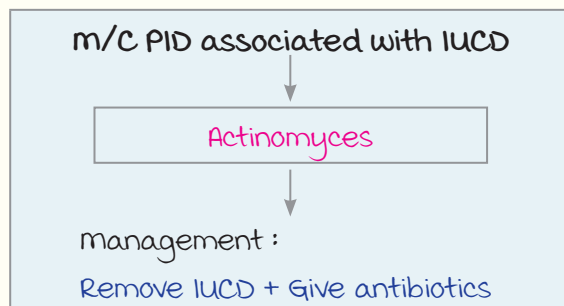 m/c PID associated with IUCD
Actinomyces
management :
Remove IUCD + Give antibiotics